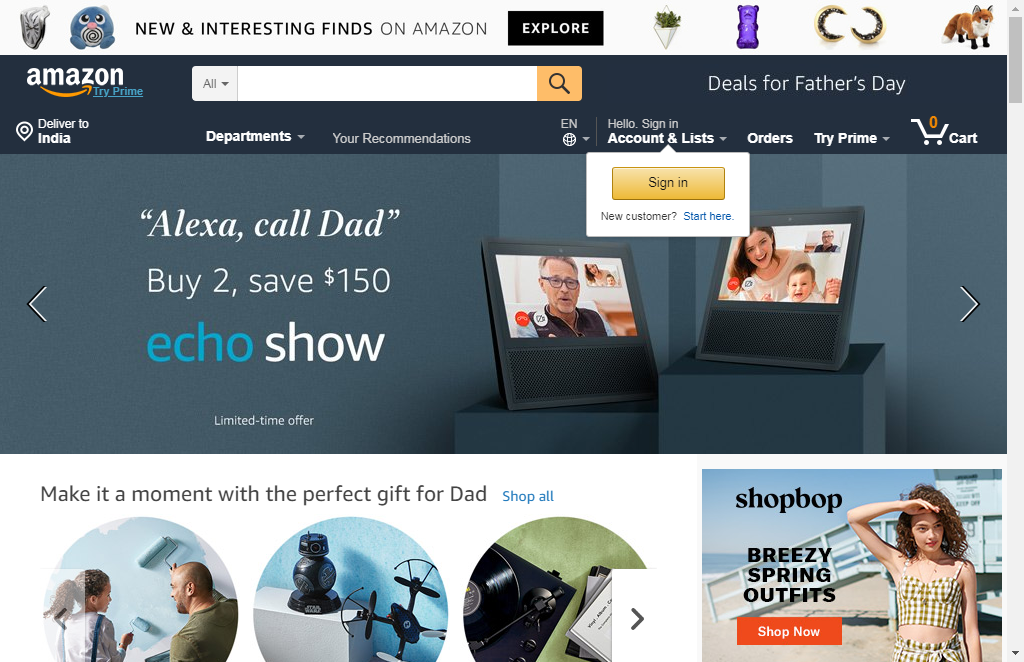 NEW & INTERESTING FINDS ON AMAZON
EXPLORE
amazon
Try Prime
All
Deals for Father's Day
Deliver to
India
Departments
Your Recommendations
EN
Hello. Sign in
Account & Lists
Orders
Try Prime
0
Cart
Sign in
New customer? Start here.
“Alexa, call Dad”
Buy 2, save $150
echo show
Limited-time offer
Make it a moment with the perfect gift for Dad
Shop all
shopbop
BREEZY
SPRING
OUTFITS
Shop Now